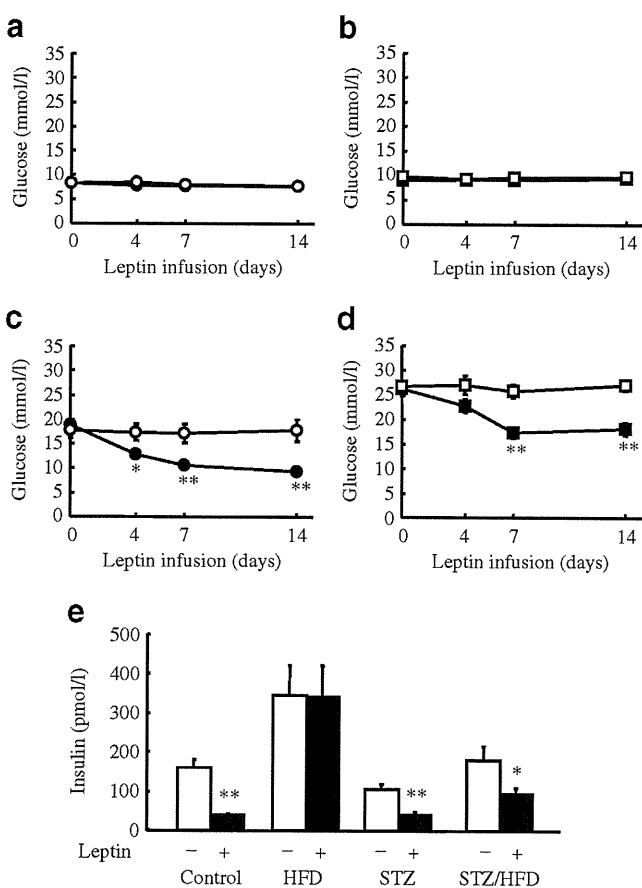 a
Glucose (mmol/l)
35
30
25
20
15
10
5
0
0 4 7 14
Leptin infusion (days)
b
Glucose (mmol/l)
35
30
25
20
15
10
5
0
0 4 7 14
Leptin infusion (days)
c
Glucose (mmol/l)
35
30
25
20
15
10
5
0
* ** **
0 4 7 14
Leptin infusion (days)
d
Glucose (mmol/l)
35
30
25
20
15
10
5
0
** **
0 4 7 14
Leptin infusion (days)
e
Insulin (pmol/l)
500
400
300
200
100
0
** ** *
Leptin − + − + − + − +
Control HFD STZ STZ/HFD